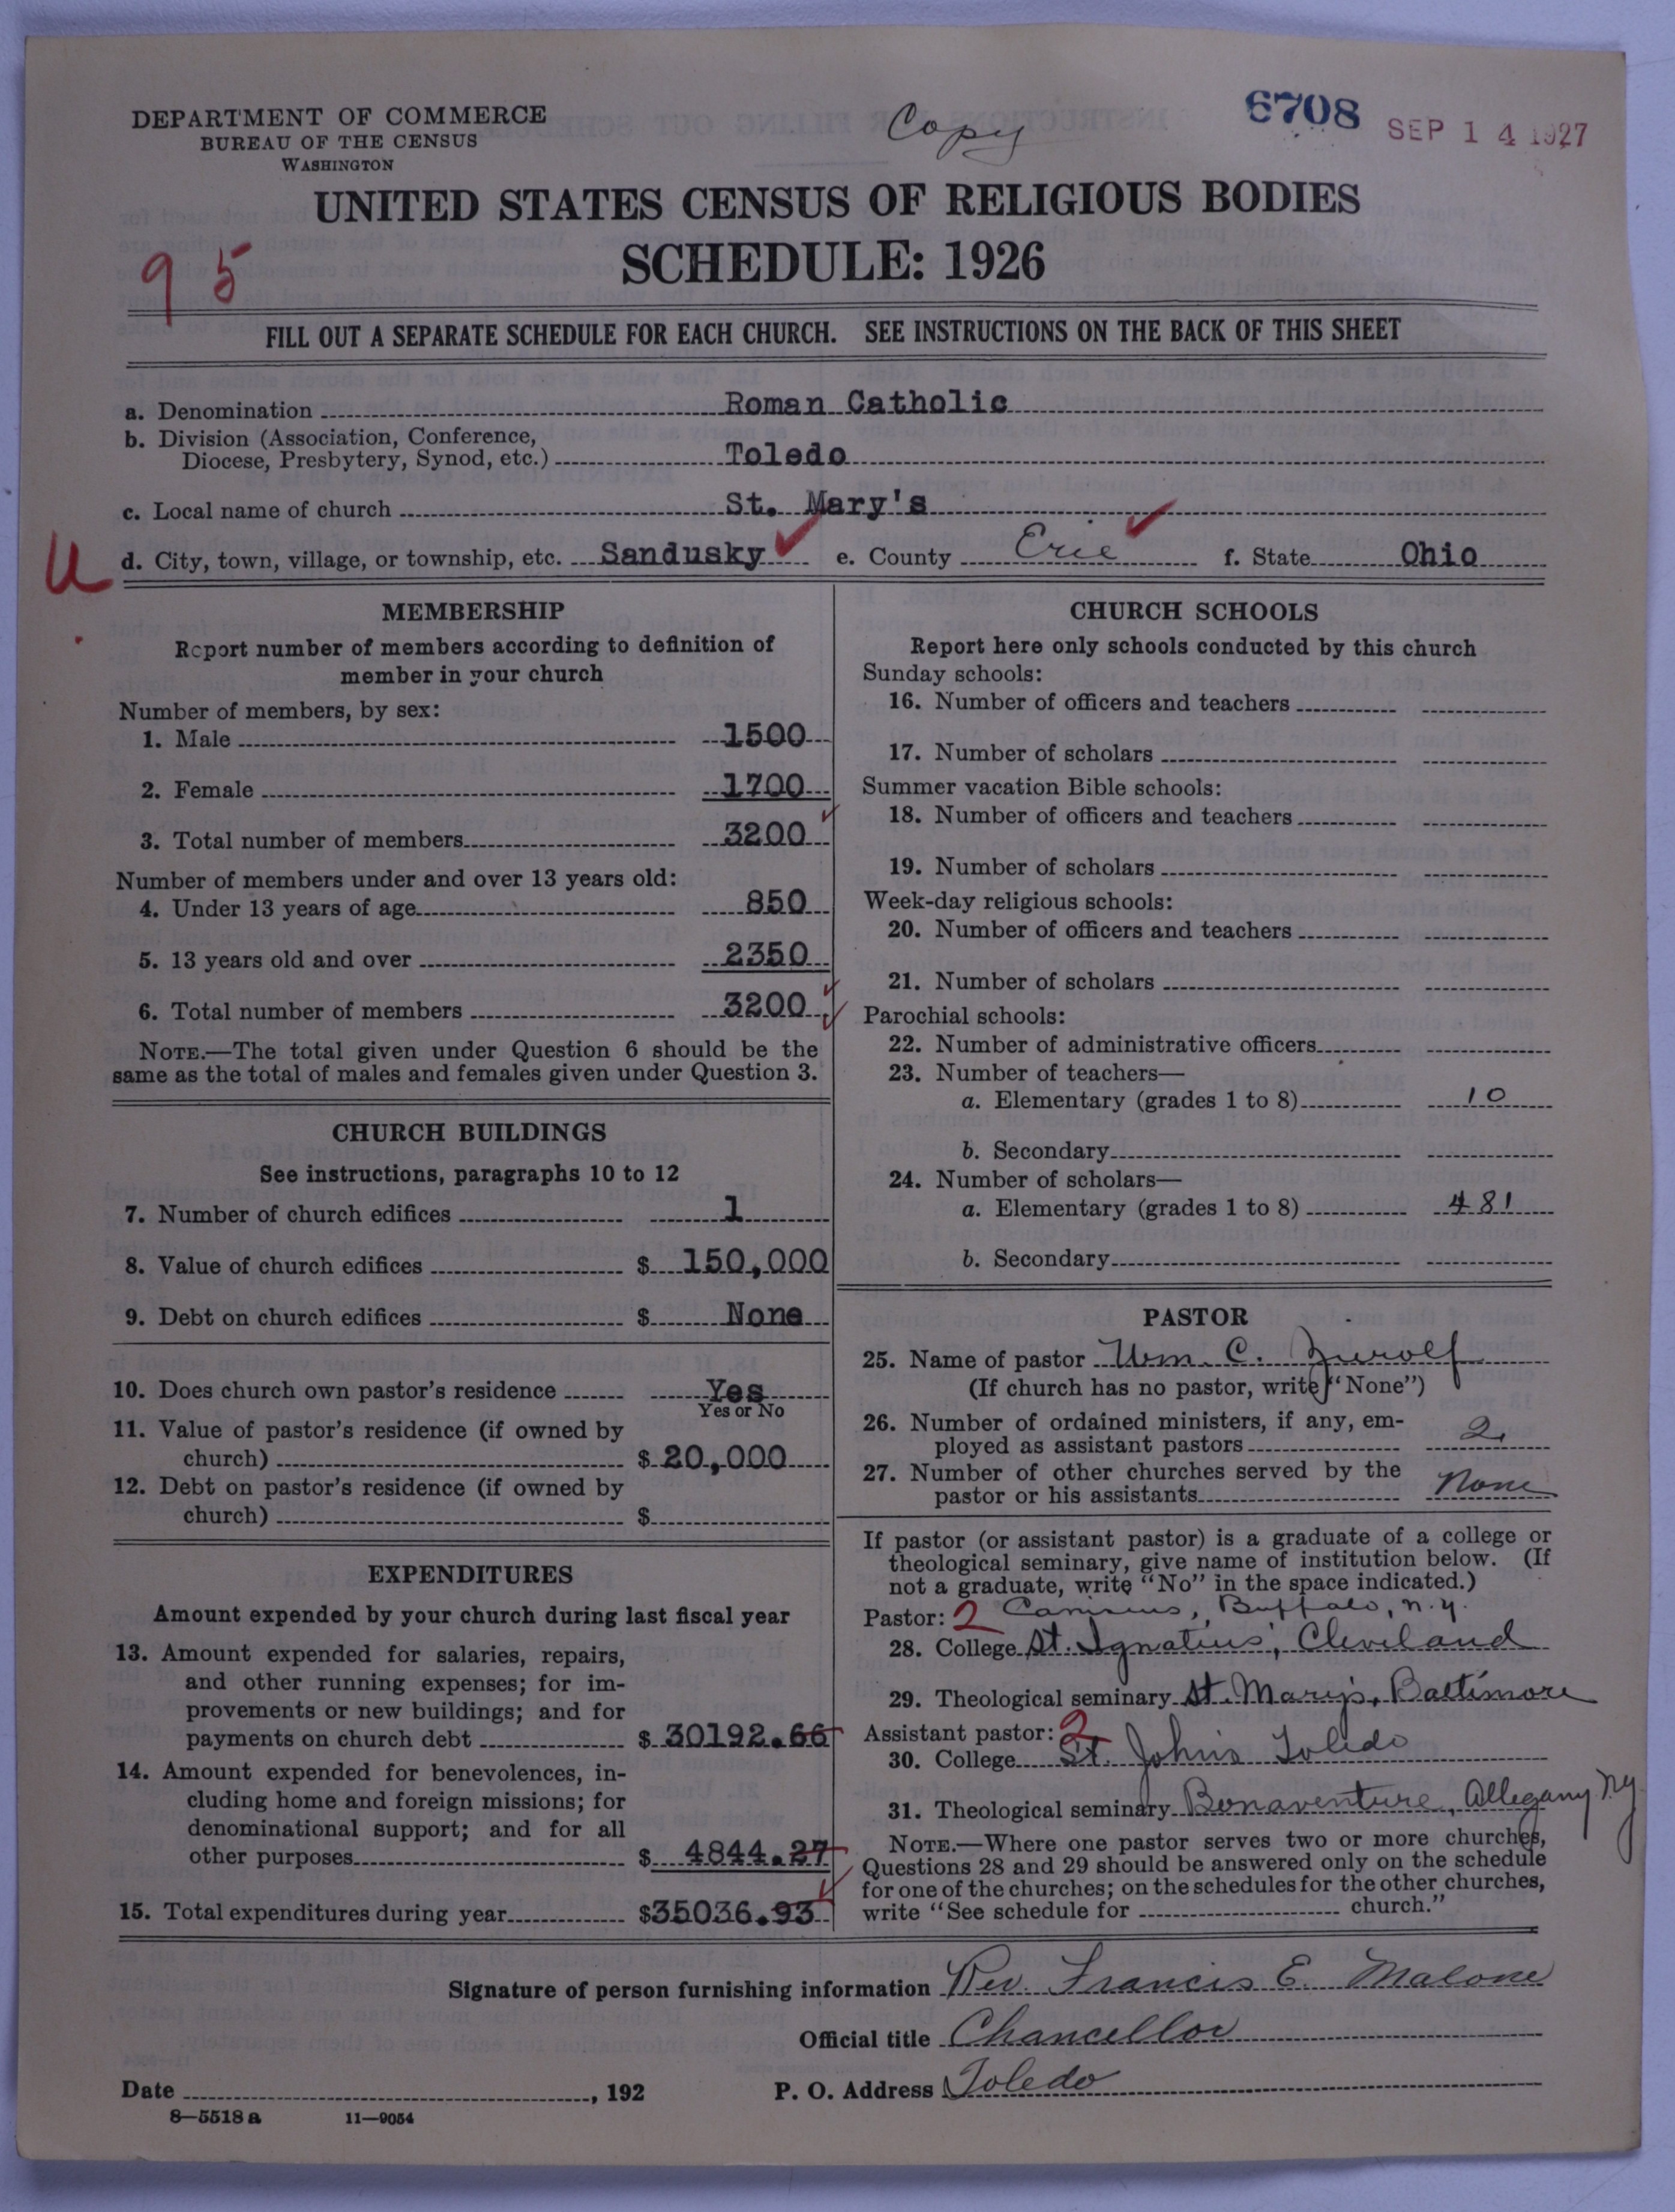 DEPARTMENT OF COMMERCE
BUREAU OF THE CENSUS
WASHINGTON
Copy
6708
SEP 14 1927
UNITED STATES CENSUS OF RELIGIOUS BODIES
SCHEDULE: 1926
95
FILL OUT A SEPARATE SCHEDULE FOR EACH CHURCH. SEE INSTRUCTIONS ON THE BACK OF THIS SHEET
a. Denomination Roman Catholic
b. Division (Association, Conference,
Diocese, Presbytery, Synod, etc.) Toledo
c. Local name of church St. Mary's
U
d. City, town, village, or township, etc. Sandusky e. County Erie f. State Ohio
MEMBERSHIP
Report number of members according to definition of
member in your church
Number of members, by sex:
1. Male 1500
2. Female 1700
3. Total number of members 3200
Number of members under and over 13 years old:
4. Under 13 years of age 850
5. 13 years old and over 2350
6. Total number of members 3200
NOTE.—The total given under Question 6 should be the
same as the total of males and females given under Question 3.
CHURCH BUILDINGS
See instructions, paragraphs 10 to 12
7. Number of church edifices 1
8. Value of church edifices $ 150,000
9. Debt on church edifices $ None
10. Does church own pastor's residence Yes
Yes or No
11. Value of pastor's residence (if owned by
church) $ 20,000
12. Debt on pastor's residence (if owned by
church) $
EXPENDITURES
Amount expended by your church during last fiscal year
13. Amount expended for salaries, repairs,
and other running expenses; for im-
provements or new buildings; and for
payments on church debt $ 30192.66
14. Amount expended for benevolences, in-
cluding home and foreign missions; for
denominational support; and for all
other purposes $ 4844.27
15. Total expenditures during year $35036.93
CHURCH SCHOOLS
Report here only schools conducted by this church
Sunday schools:
16. Number of officers and teachers
17. Number of scholars
Summer vacation Bible schools:
18. Number of officers and teachers
19. Number of scholars
Week-day religious schools:
20. Number of officers and teachers
21. Number of scholars
Parochial schools:
22. Number of administrative officers
23. Number of teachers—
a. Elementary (grades 1 to 8) 10
b. Secondary
24. Number of scholars—
a. Elementary (grades 1 to 8) 481
b. Secondary
PASTOR
25. Name of pastor Wm. C. Zierolf
(If church has no pastor, write "None")
26. Number of ordained ministers, if any, em-
ployed as assistant pastors 2
27. Number of other churches served by the
pastor or his assistants None
If pastor (or assistant pastor) is a graduate of a college or
theological seminary, give name of institution below. (If
not a graduate, write "No" in the space indicated.)
Pastor: 2 Canisius, Buffalo, N.Y.
28. College St. Ignatius', Cleveland
29. Theological seminary St. Mary's, Baltimore
Assistant pastor: 2
30. College St. John's Toledo
31. Theological seminary Bonaventure, Allegany N.Y.
NOTE.—Where one pastor serves two or more churches,
Questions 28 and 29 should be answered only on the schedule
for one of the churches; on the schedules for the other churches,
write "See schedule for church."
Signature of person furnishing information Rev. Francis E. Malone
Official title Chancellor
Date , 192 P. O. Address Toledo
8—5518 a 11—9054